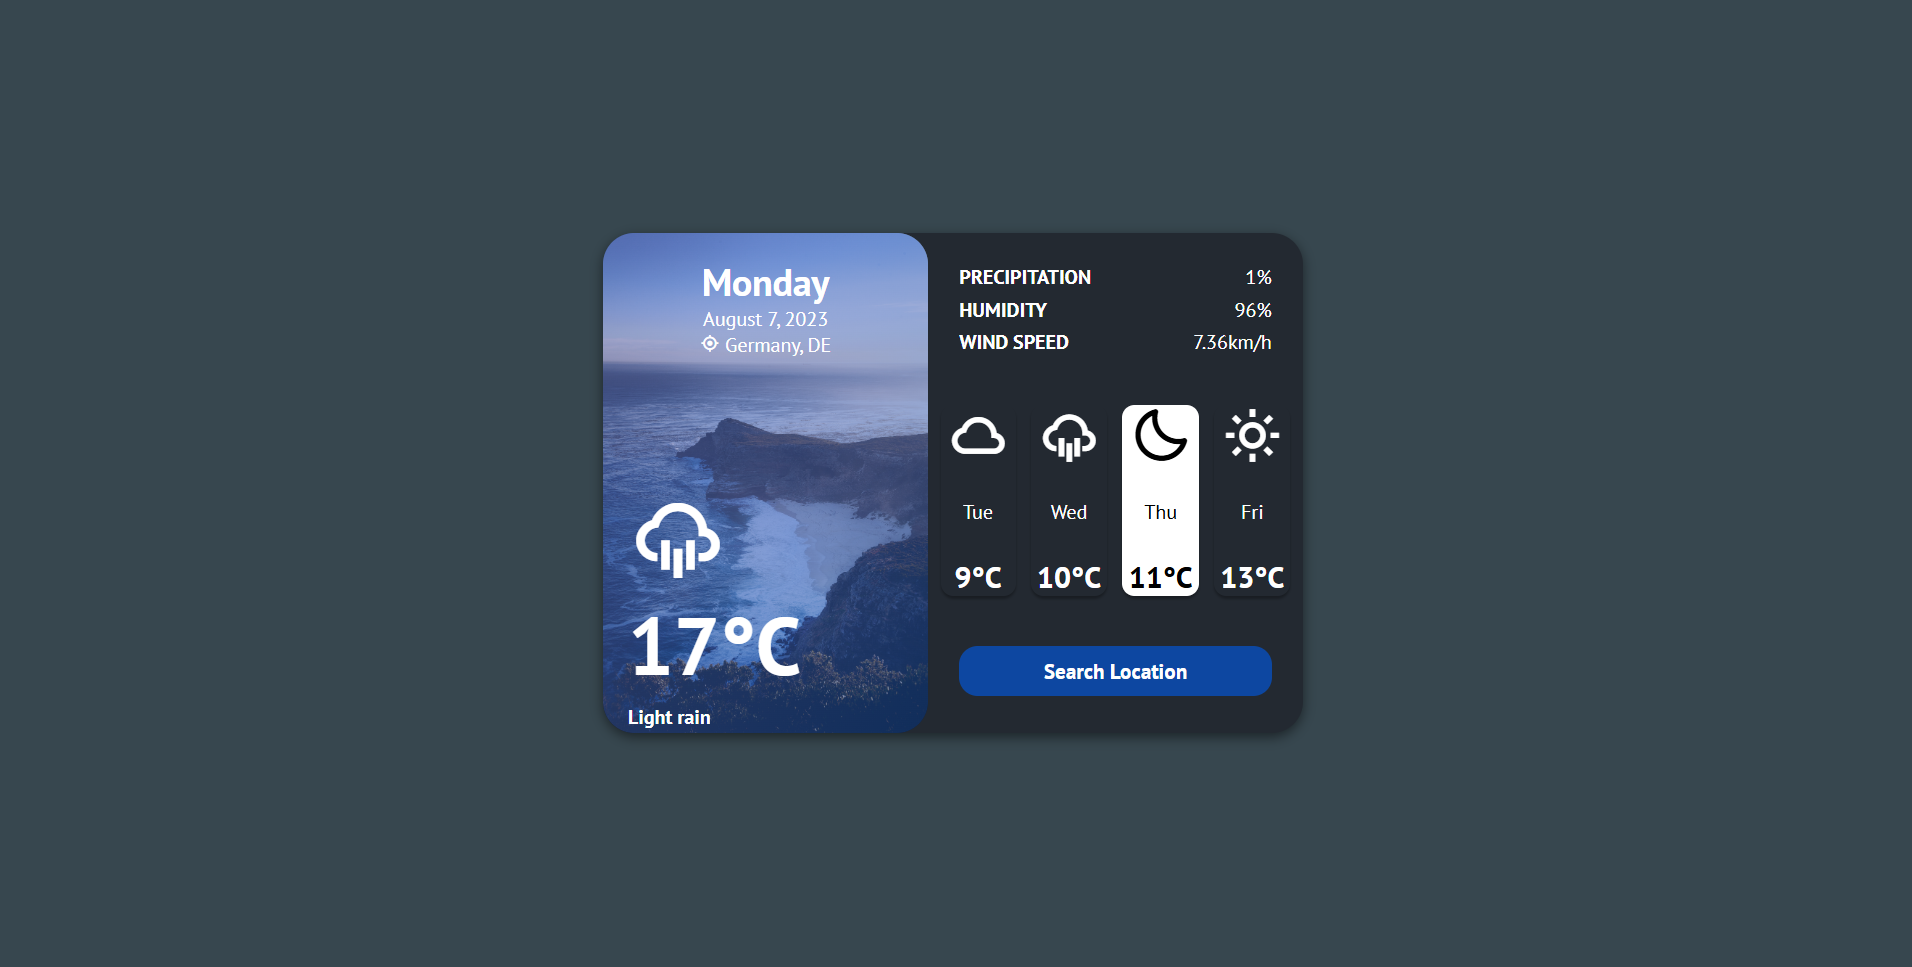 Monday
August 7, 2023
Germany, DE
17°C
Light rain
PRECIPITATION 1%
HUMIDITY 96%
WIND SPEED 7.36km/h
Tue Wed Thu Fri
9°C 10°C 11°C 13°C
Search Location